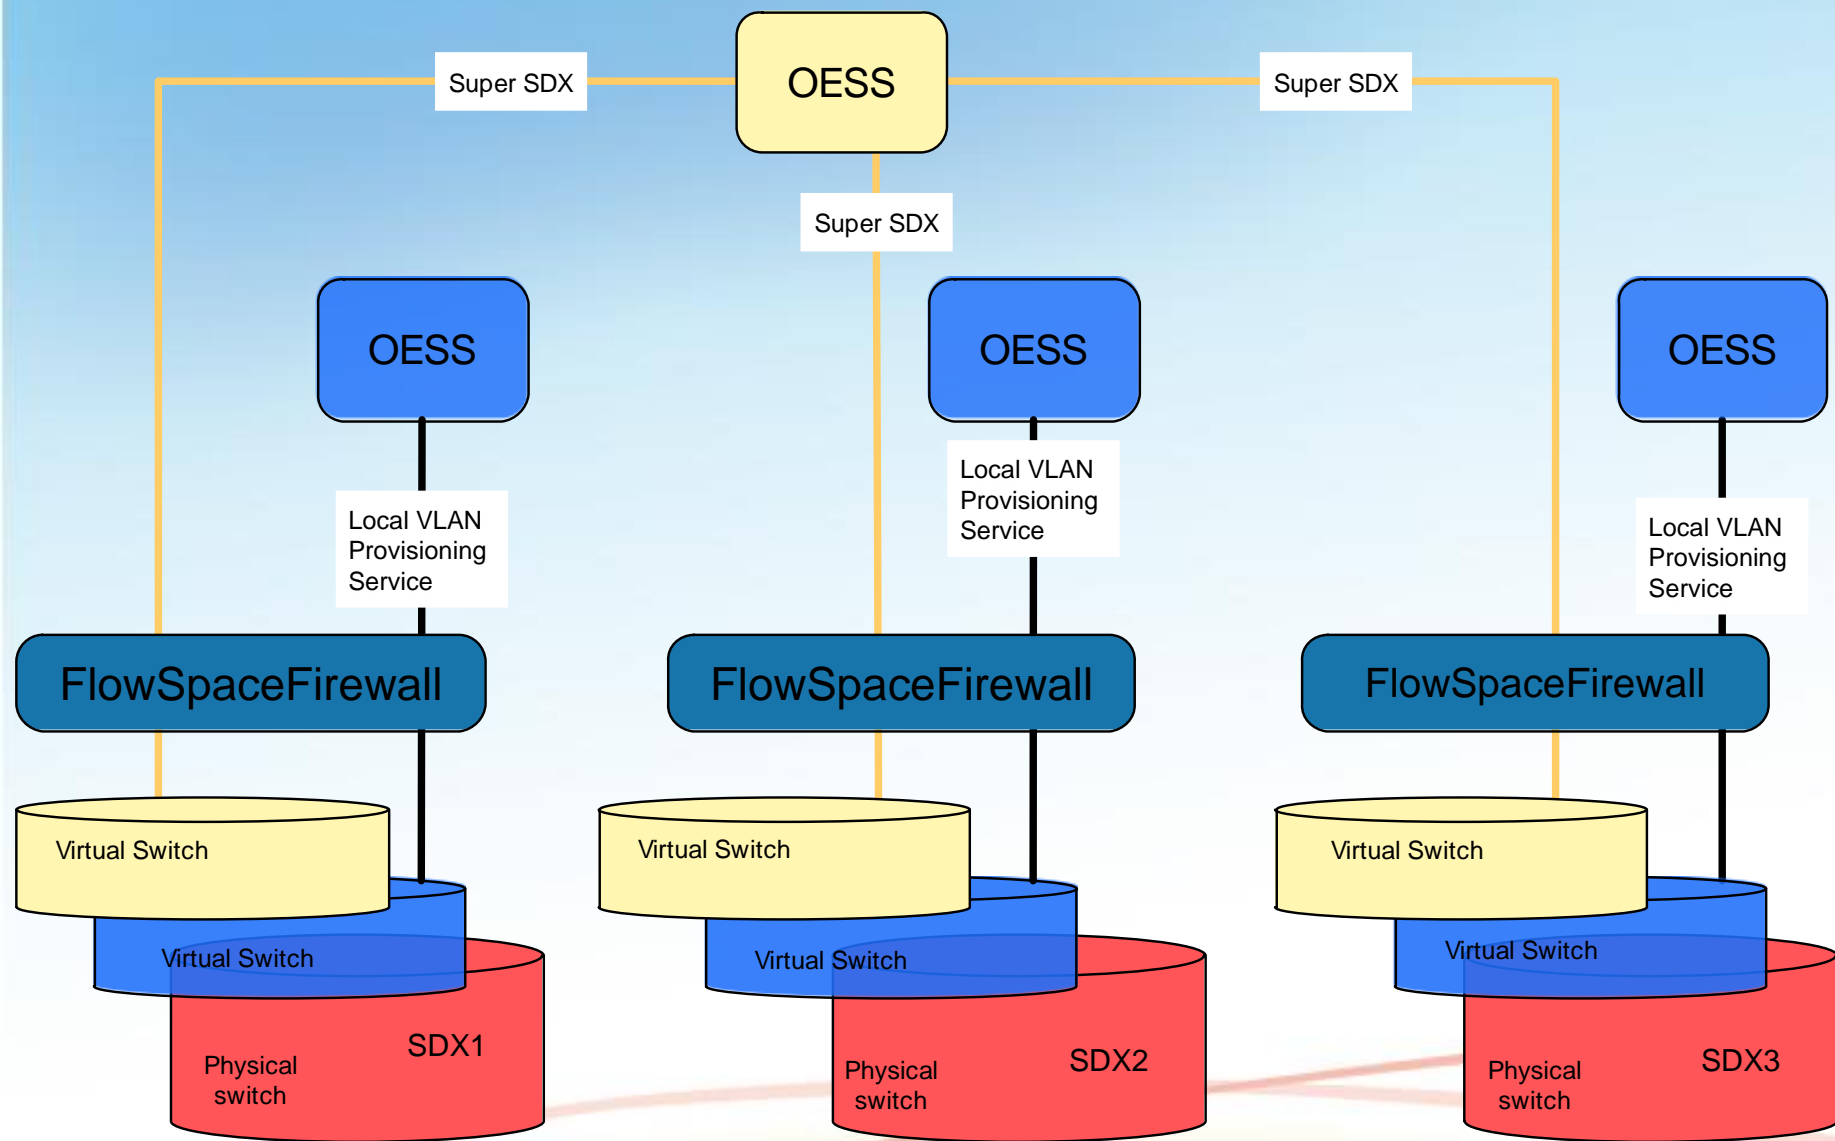 OESS
Super SDX
Super SDX
Super SDX
OESS
OESS
OESS
Local VLAN
Provisioning
Service
Local VLAN
Provisioning
Service
Local VLAN
Provisioning
Service
FlowSpaceFirewall
FlowSpaceFirewall
FlowSpaceFirewall
Virtual Switch
Virtual Switch
Virtual Switch
Virtual Switch
Virtual Switch
Virtual Switch
SDX1
Physical
switch
SDX2
Physical
switch
SDX3
Physical
switch